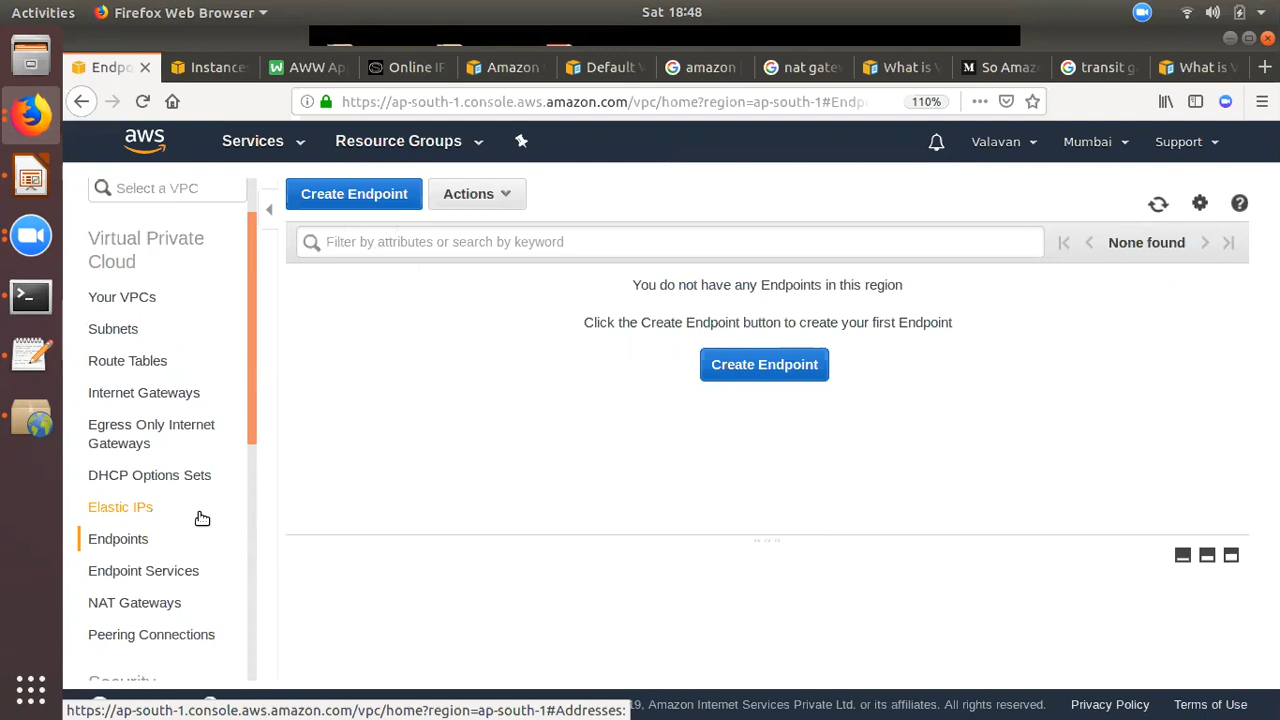 Activities
Firefox Web Browser
Sat 18:48
Endpo
Instances
AWW Ap
Online IP
Amazon
Default V
amazon
nat gate
What is V
So Amaz
transit g
What is V
https://ap-south-1.console.aws.amazon.com/vpc/home?region=ap-south-1#Endp
110%
aws
Services
Resource Groups
Valavan
Mumbai
Support
Select a VPC
Create Endpoint
Actions
Filter by attributes or search by keyword
None found
Virtual Private
Cloud
You do not have any Endpoints in this region
Click the Create Endpoint button to create your first Endpoint
Create Endpoint
Your VPCs
Subnets
Route Tables
Internet Gateways
Egress Only Internet
Gateways
DHCP Options Sets
Elastic IPs
Endpoints
Endpoint Services
NAT Gateways
Peering Connections
Security
https://ap-south-1.console.aws.amazon.com/vpc/home?region=ap-south-1#Addresses:
19, Amazon Internet Services Private Ltd. or its affiliates. All rights reserved.
Privacy Policy
Terms of Use